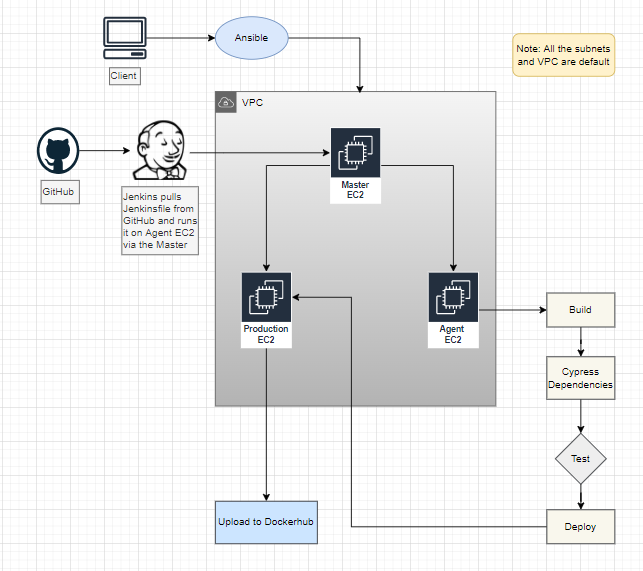 Ansible
Note: All the subnets
and VPC are default
Client
VPC
GitHub
Jenkins pulls
Jenkinsfile from
GitHub and runs
it on Agent EC2
via the Master
Master
EC2
Production
EC2
Agent
EC2
Build
Cypress
Dependencies
Test
Upload to Dockerhub
Deploy